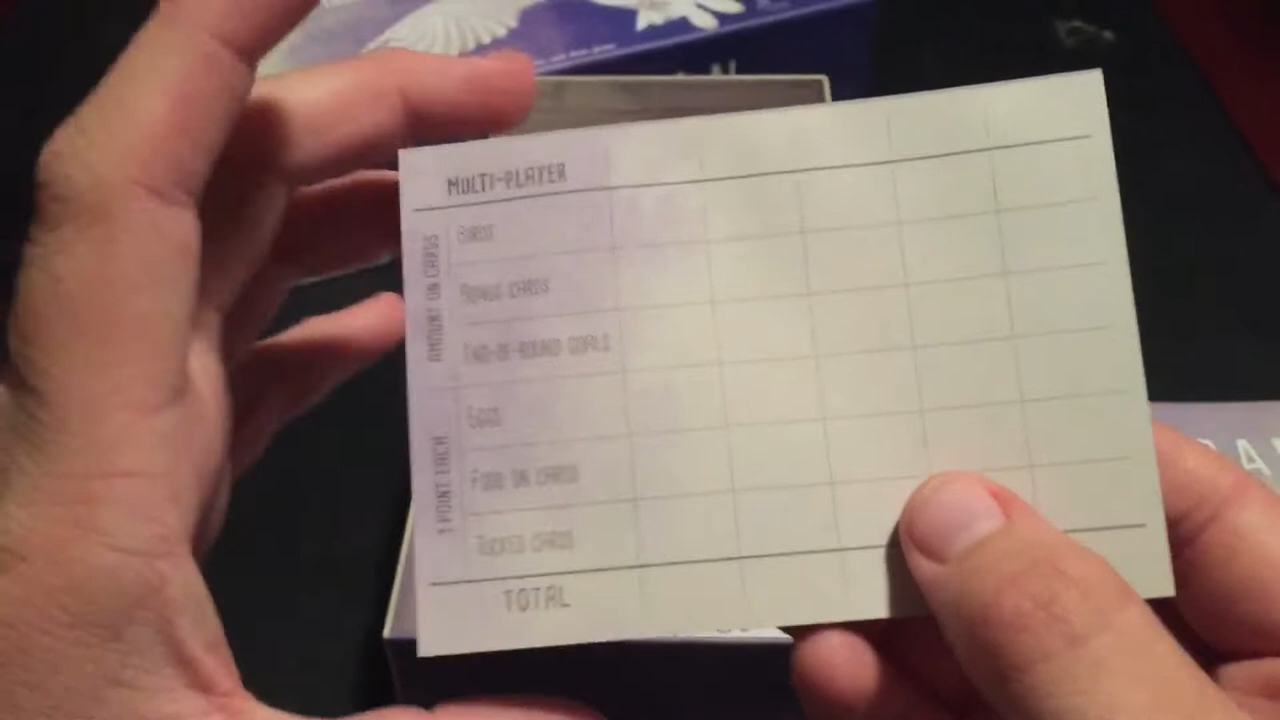 MULTI-PLAYER
AMOUNT ON CARDS
BIRDS
BONUS CARDS
END-OF-ROUND GOALS
1 POINT EACH
EGGS
FOOD ON CARDS
TUCKED CARDS
TOTAL